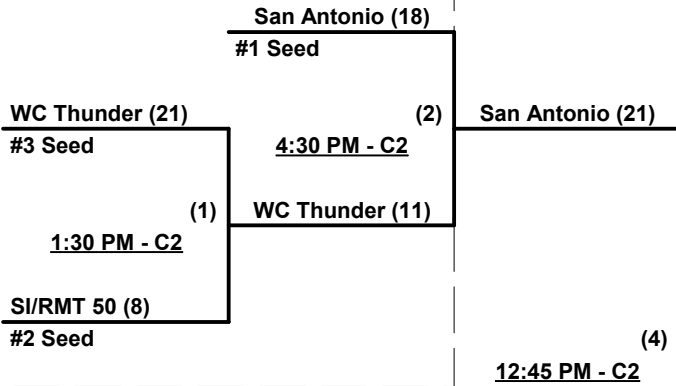 San Antonio (18)
#1 Seed
WC Thunder (21)
(2)
San Antonio (21)
#3 Seed
4:30 PM - C2
(1)
WC Thunder (11)
1:30 PM - C2
SI/RMT 50 (8)
#2 Seed
(4)
12:45 PM - C2